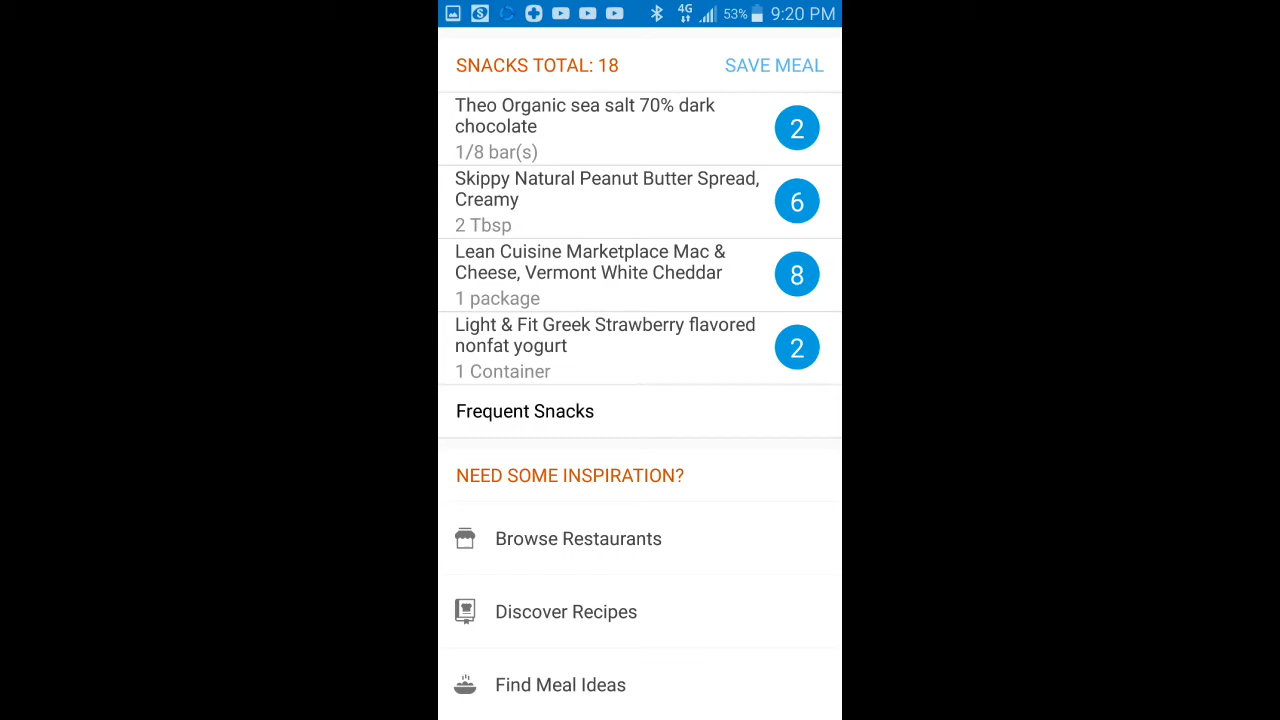 4G 53% 9:20 PM
SNACKS TOTAL: 18 SAVE MEAL
Theo Organic sea salt 70% dark
chocolate
2
1/8 bar(s)
Skippy Natural Peanut Butter Spread,
Creamy
6
2 Tbsp
Lean Cuisine Marketplace Mac &
Cheese, Vermont White Cheddar
8
1 package
Light & Fit Greek Strawberry flavored
nonfat yogurt
2
1 Container
Frequent Snacks
NEED SOME INSPIRATION?
Browse Restaurants
Discover Recipes
Find Meal Ideas